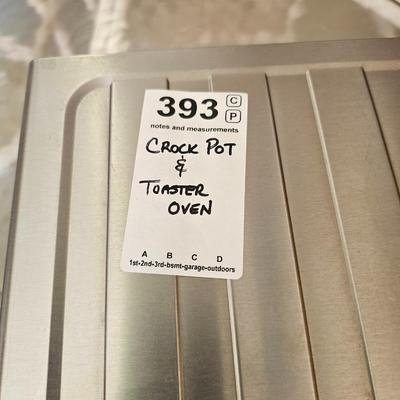 393 C
P
notes and measurements
CROCK POT
&
TOASTER
OVEN
A B C D
1st-2nd-3rd-bsmt-garage-outdoors